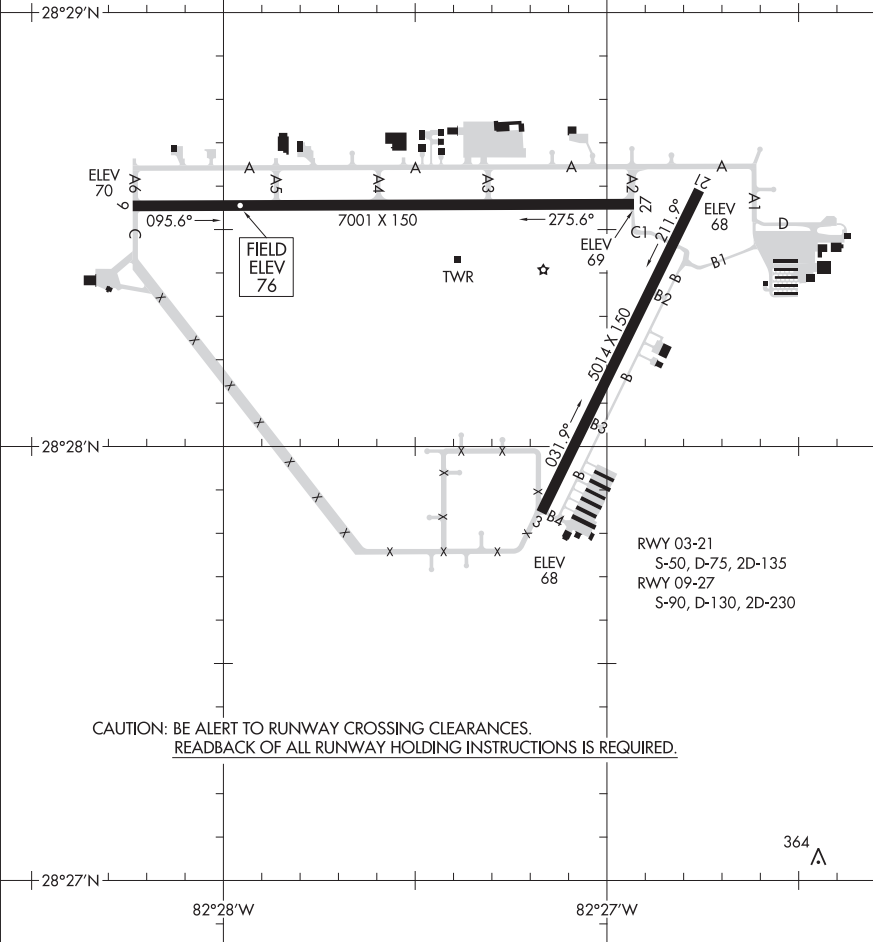 28°29'N
A
A
A
A
ELEV
70
A6
A5
A4
A3
A2
21
A1
9
27
ELEV
68
095.6°
7001 X 150
275.6°
211.9°
D
C
C1
FIELD
ELEV
76
ELEV
69
TWR
B1
B
B2
X
X
5014 X 150
X
B
X
031.9°
B3
28°28'N
X
X
X
X
B
X
X
X
3
B4
X
X
X
X
X
ELEV
68
RWY 03-21
S-50, D-75, 2D-135
RWY 09-27
S-90, D-130, 2D-230
CAUTION: BE ALERT TO RUNWAY CROSSING CLEARANCES.
READBACK OF ALL RUNWAY HOLDING INSTRUCTIONS IS REQUIRED.
364
28°27'N
82°28'W
82°27'W